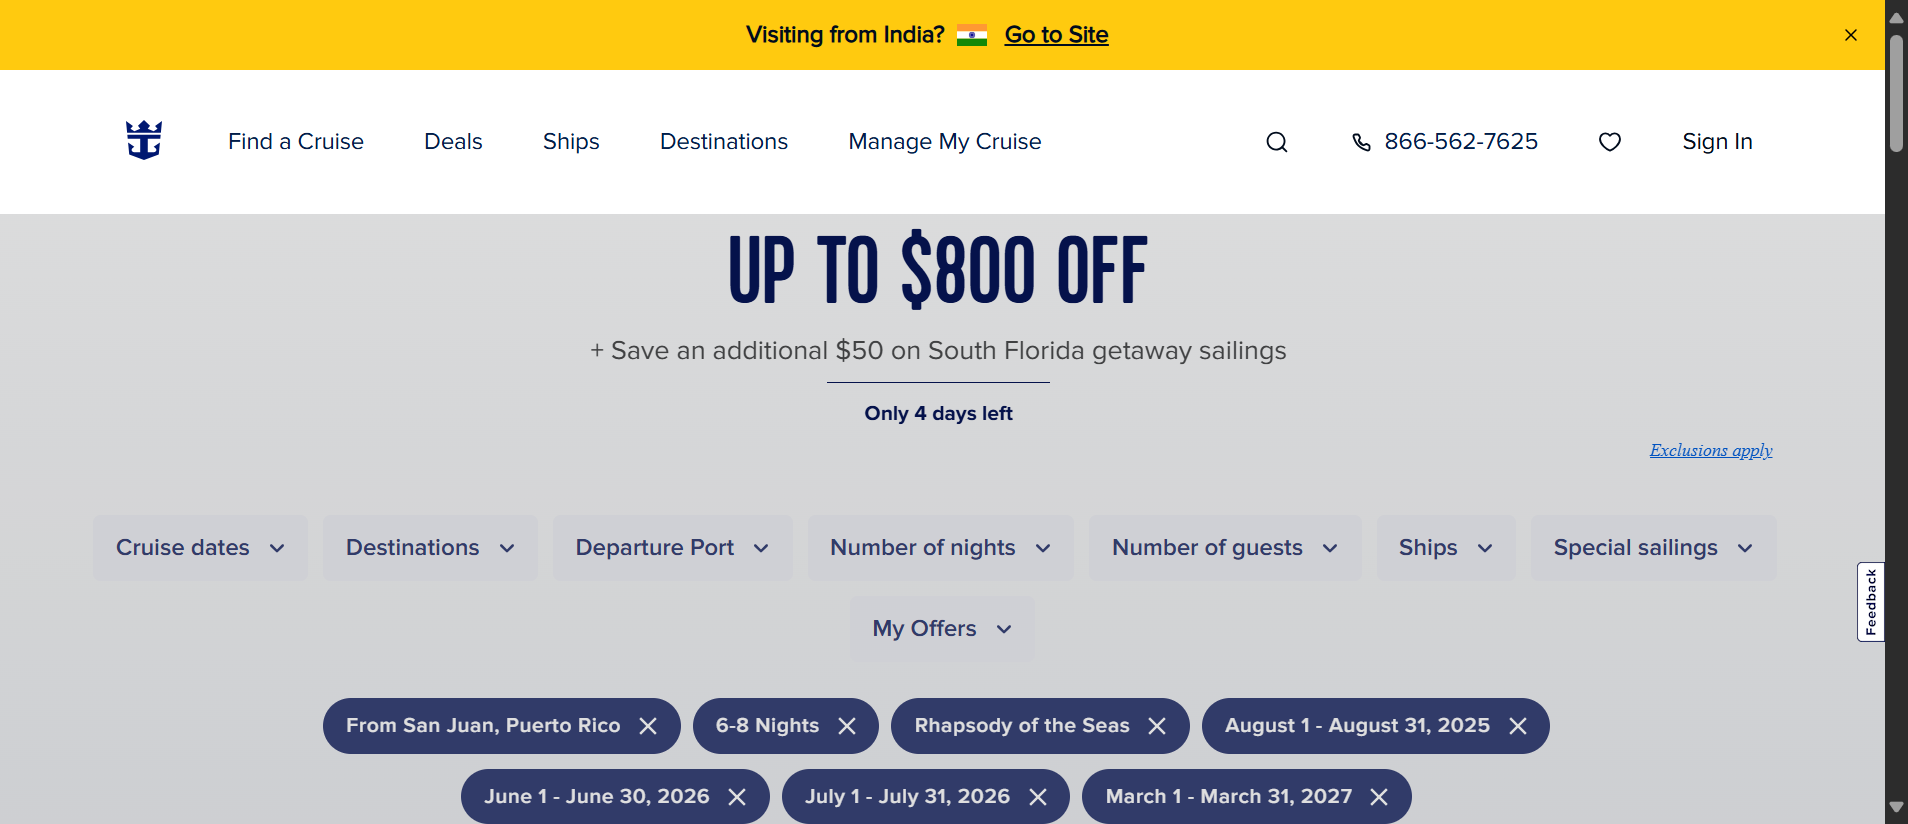 Visiting from India? Go to Site
Find a Cruise Deals Ships Destinations Manage My Cruise 866-562-7625 Sign In
UP TO $800 OFF
+ Save an additional $50 on South Florida getaway sailings
Only 4 days left
Exclusions apply
Cruise dates Destinations Departure Port Number of nights Number of guests Ships Special sailings
Feedback
My Offers
From San Juan, Puerto Rico 6-8 Nights Rhapsody of the Seas August 1 - August 31, 2025
June 1 - June 30, 2026 July 1 - July 31, 2026 March 1 - March 31, 2027